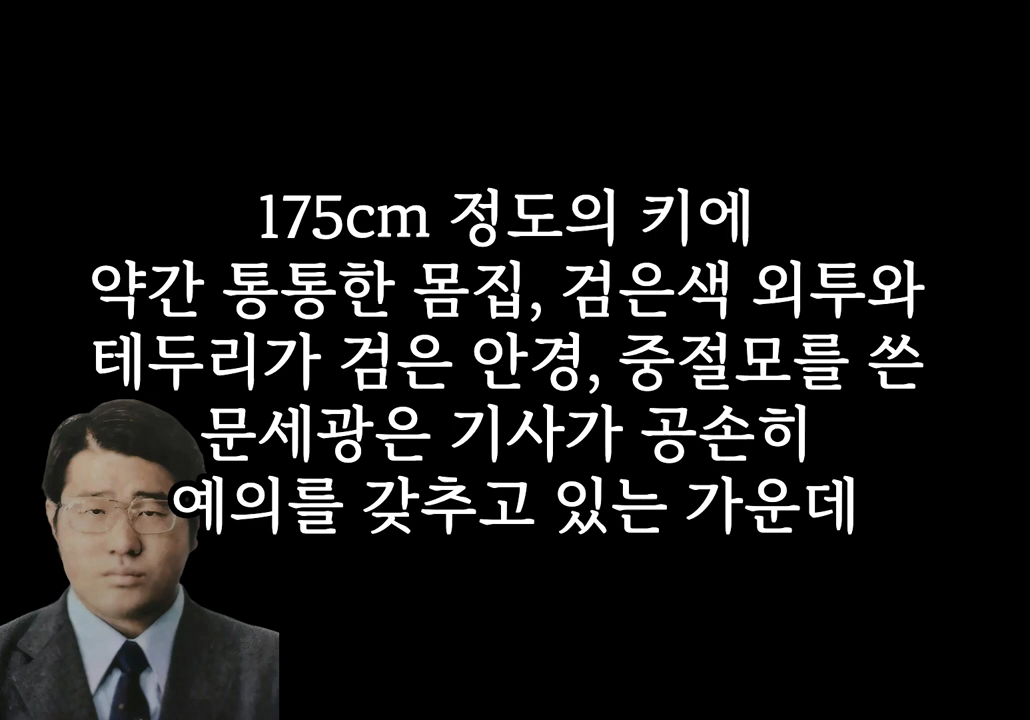 175cm 정도의 키에
약간 통통한 몸집, 검은색 외투와
테두리가 검은 안경, 중절모를 쓴
문세광은 기사가 공손히
예의를 갖추고 있는 가운데